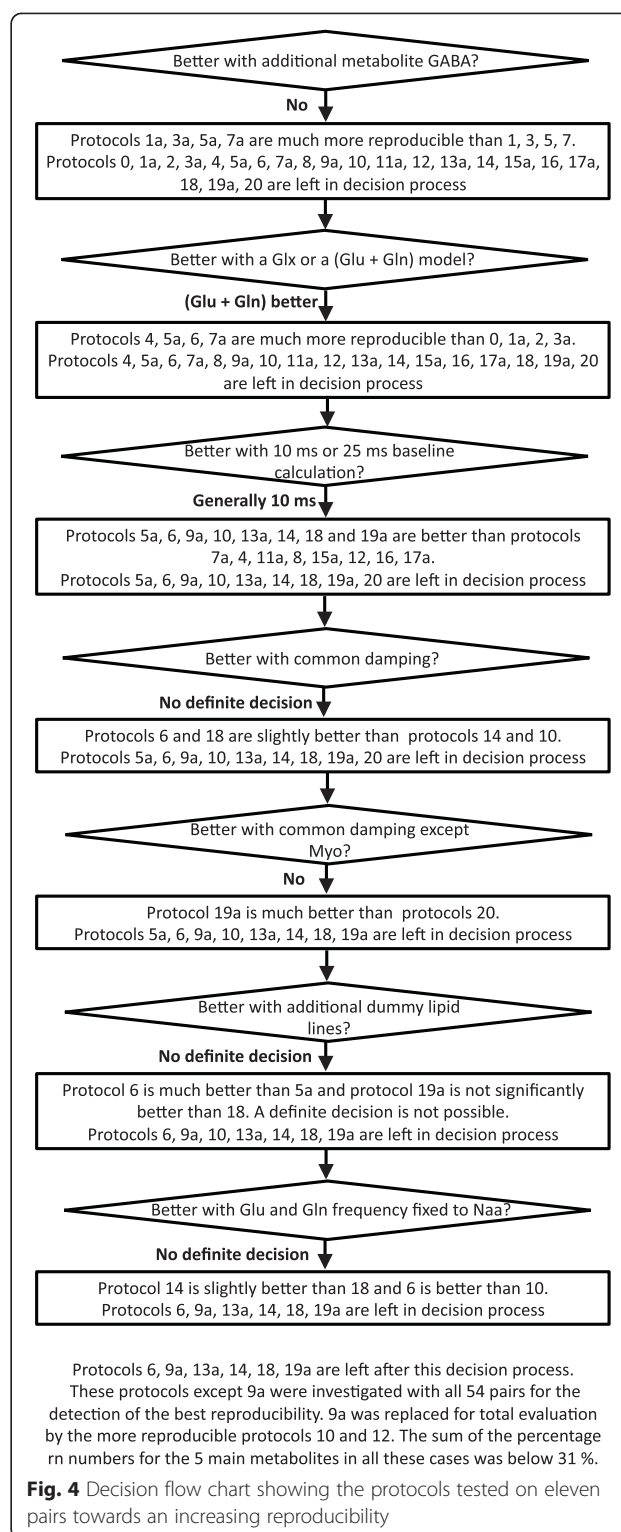 Better with additional metabolite GABA?
No
Protocols 1a, 3a, 5a, 7a are much more reproducible than 1, 3, 5, 7.
Protocols 0, 1a, 2, 3a, 4, 5a, 6, 7a, 8, 9a, 10, 11a, 12, 13a, 14, 15a, 16, 17a,
18, 19a, 20 are left in decision process
Better with a Glx or a (Glu + Gln) model?
(Glu + Gln) better
Protocols 4, 5a, 6, 7a are much more reproducible than 0, 1a, 2, 3a.
Protocols 4, 5a, 6, 7a, 8, 9a, 10, 11a, 12, 13a, 14, 15a, 16, 17a, 18, 19a, 20
are left in decision process
Better with 10 ms or 25 ms baseline
calculation?
Generally 10 ms
Protocols 5a, 6, 9a, 10, 13a, 14, 18 and 19a are better than protocols
7a, 4, 11a, 8, 15a, 12, 16, 17a.
Protocols 5a, 6, 9a, 10, 13a, 14, 18, 19a, 20 are left in decision process
Better with common damping?
No definite decision
Protocols 6 and 18 are slightly better than protocols 14 and 10.
Protocols 5a, 6, 9a, 10, 13a, 14, 18, 19a, 20 are left in decision process
Better with common damping except
Myo?
No
Protocol 19a is much better than protocols 20.
Protocols 5a, 6, 9a, 10, 13a, 14, 18, 19a are left in decision process
Better with additional dummy lipid
lines?
No definite decision
Protocol 6 is much better than 5a and protocol 19a is not significantly
better than 18. A definite decision is not possible.
Protocols 6, 9a, 10, 13a, 14, 18, 19a are left in decision process
Better with Glu and Gln frequency fixed to Naa?
No definite decision
Protocol 14 is slightly better than 18 and 6 is better than 10.
Protocols 6, 9a, 13a, 14, 18, 19a are left in decision process
Protocols 6, 9a, 13a, 14, 18, 19a are left after this decision process.
These protocols except 9a were investigated with all 54 pairs for the
detection of the best reproducibility. 9a was replaced for total evaluation
by the more reproducible protocols 10 and 12. The sum of the percentage
rn numbers for the 5 main metabolites in all these cases was below 31 %.
Fig. 4 Decision flow chart showing the protocols tested on eleven
pairs towards an increasing reproducibility